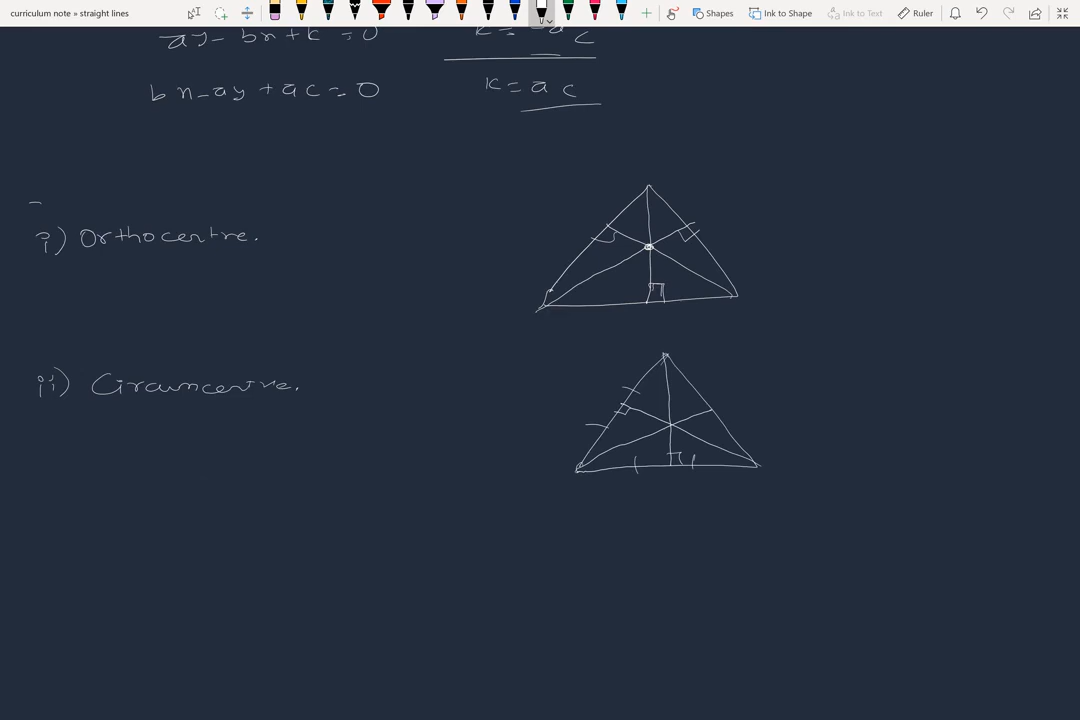 curriculum note » straight lines
Shapes
Ink to Shape
Ink to Text
Ruler
ay - bx + k = 0
k = -ac
bx - ay + ac = 0
k = ac
i) Orthocentre.
ii) Circumcentre.